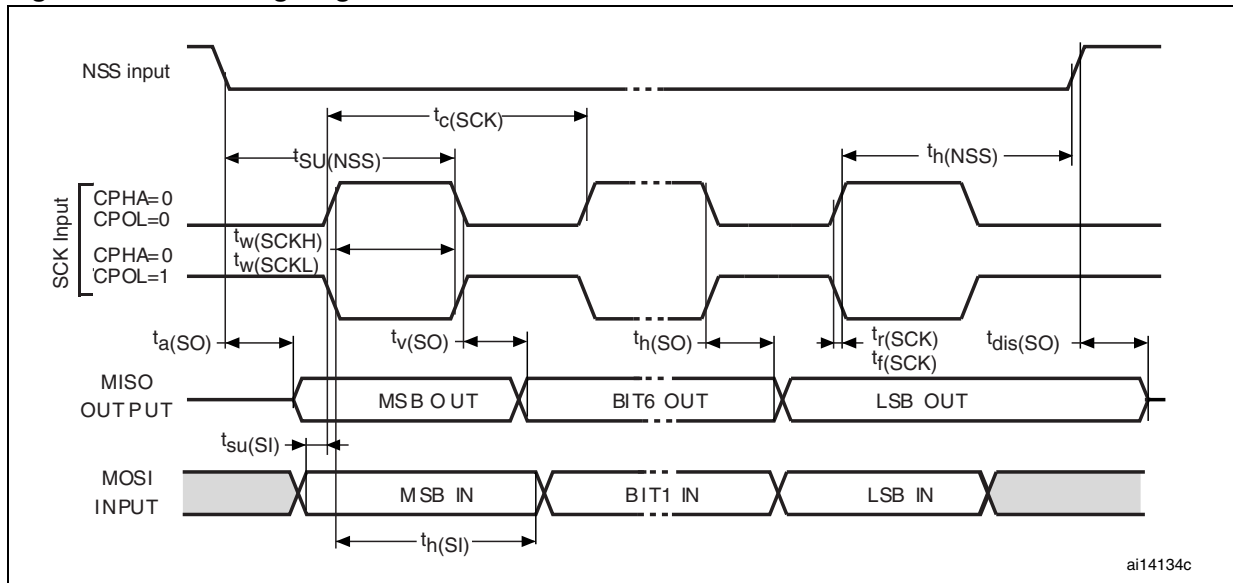 NSS input
tc(SCK)
tSU(NSS)
th(NSS)
SCK Input
CPHA=0
CPOL=0
tw(SCKH)
CPHA=0
tw(SCKL)
CPOL=1
ta(SO)
tv(SO)
th(SO)
tr(SCK)
tf(SCK)
tdis(SO)
MISO
OUTPUT
MSB OUT
BIT6 OUT
LSB OUT
tsu(SI)
MOSI
INPUT
MSB IN
BIT1 IN
LSB IN
th(SI)
ai14134c